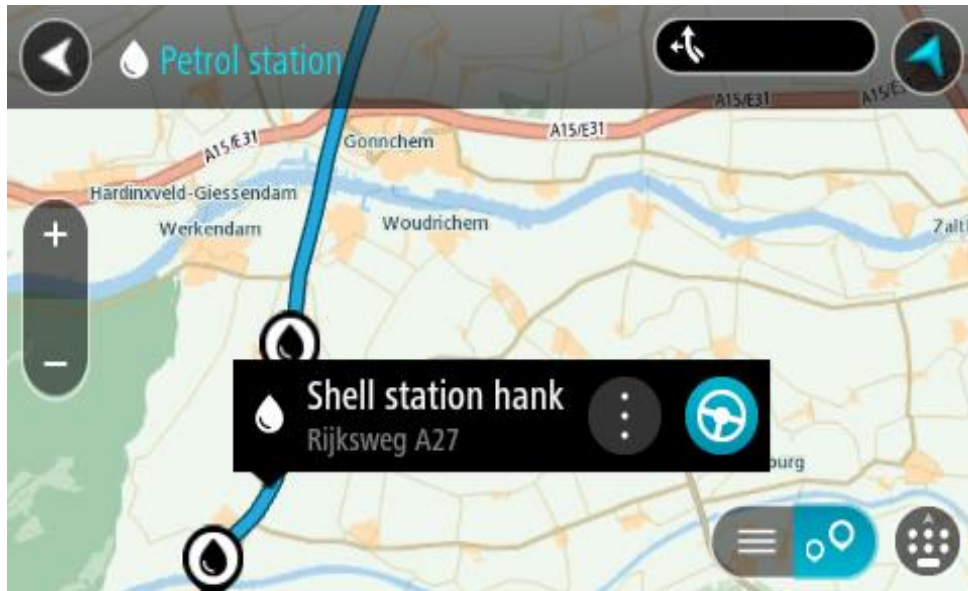 Petrol station
A15/E31
A15/E31
A15/E31
Gonnchem
Hardinxveld-Giessendam
Werkendam
Woudrichem
Shell station hank
Rijksweg A27
A